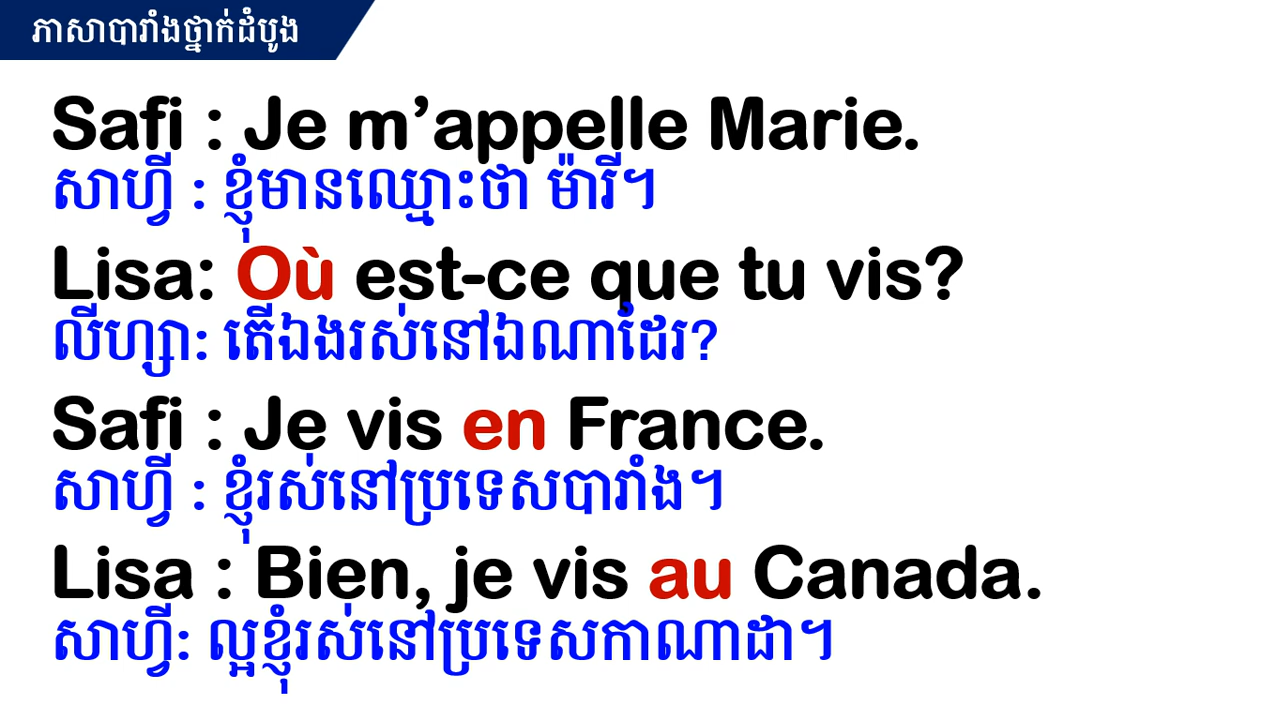 ភាសាបារាំងថ្នាក់ដំបូង
Safi : Je m’appelle Marie.
សាហ្វី : ខ្ញុំមានឈ្មោះថា ម៉ារី។
Lisa: Où est-ce que tu vis?
លីហ្សា: តើឯងរស់នៅឯណាដែរ?
Safi : Je vis en France.
សាហ្វី : ខ្ញុំរស់នៅប្រទេសបារាំង។
Lisa : Bien, je vis au Canada.
សាហ្វី: ល្អខ្ញុំរស់នៅប្រទេសកាណាដា។